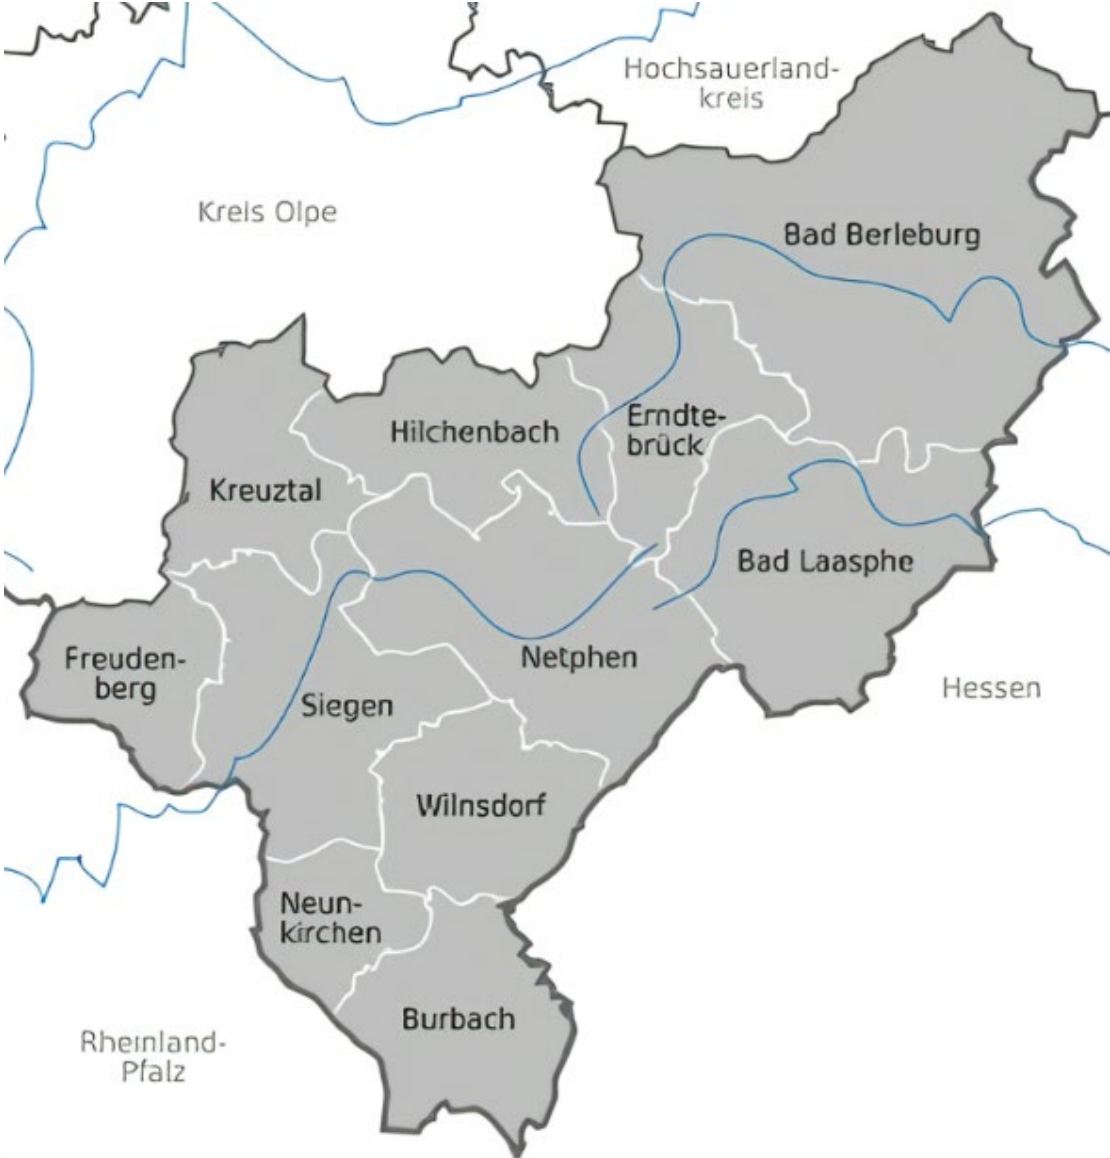 Hochsauerland-
kreis
Kreis Olpe
Bad Berleburg
Erndte-
brück
Hilchenbach
Kreuztal
Bad Laasphe
Freuden-
berg
Netphen
Hessen
Siegen
Wilnsdorf
Neun-
kirchen
Burbach
Rheinland-
Pfalz